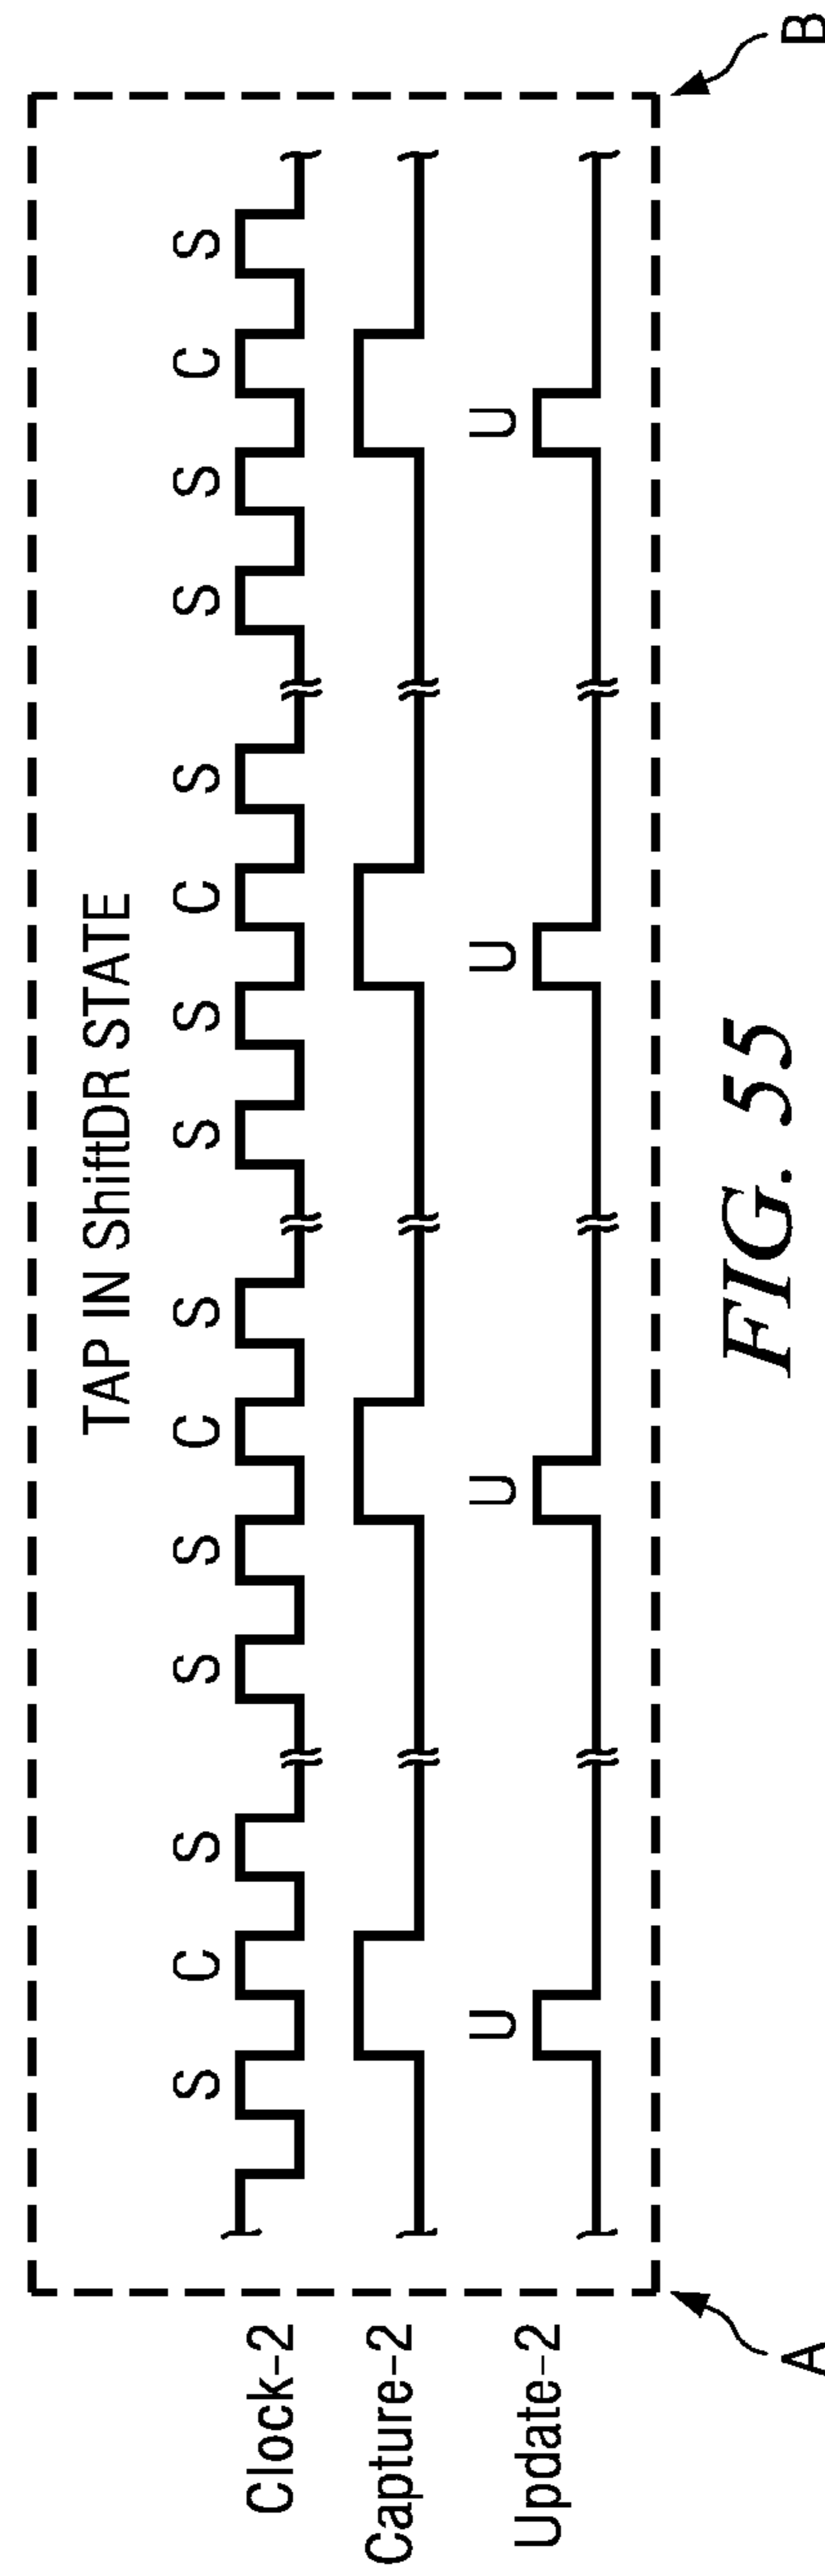 TAP IN ShiftDR STATE
S C S S S C S S S C S S S C S
Clock-2
Capture-2
U U U U
Update-2
A B
FIG. 55